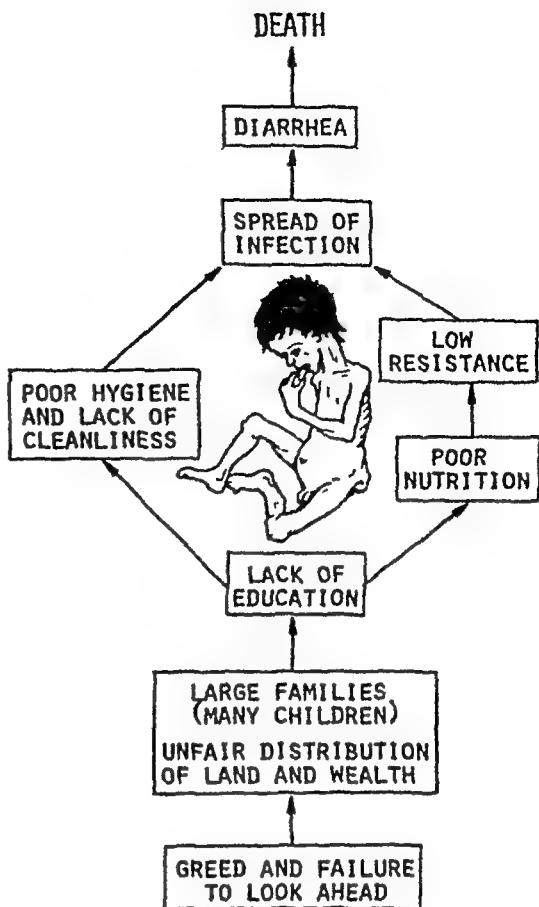 DEATH
DIARRHEA
SPREAD OF
INFECTION
LOW
RESISTANCE
POOR HYGIENE
AND LACK OF
CLEANLINESS
POOR
NUTRITION
LACK OF
EDUCATION
LARGE FAMILIES
(MANY CHILDREN)
UNFAIR DISTRIBUTION
OF LAND AND WEALTH
GREED AND FAILURE
TO LOOK AHEAD